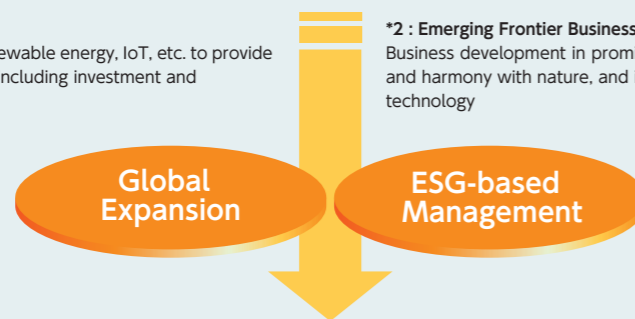 ewable energy, IoT, etc. to provide
including investment and
*2 : Emerging Frontier Business
Business development in prom
and harmony with nature, and
technology
Global
Expansion
ESG-based
Management